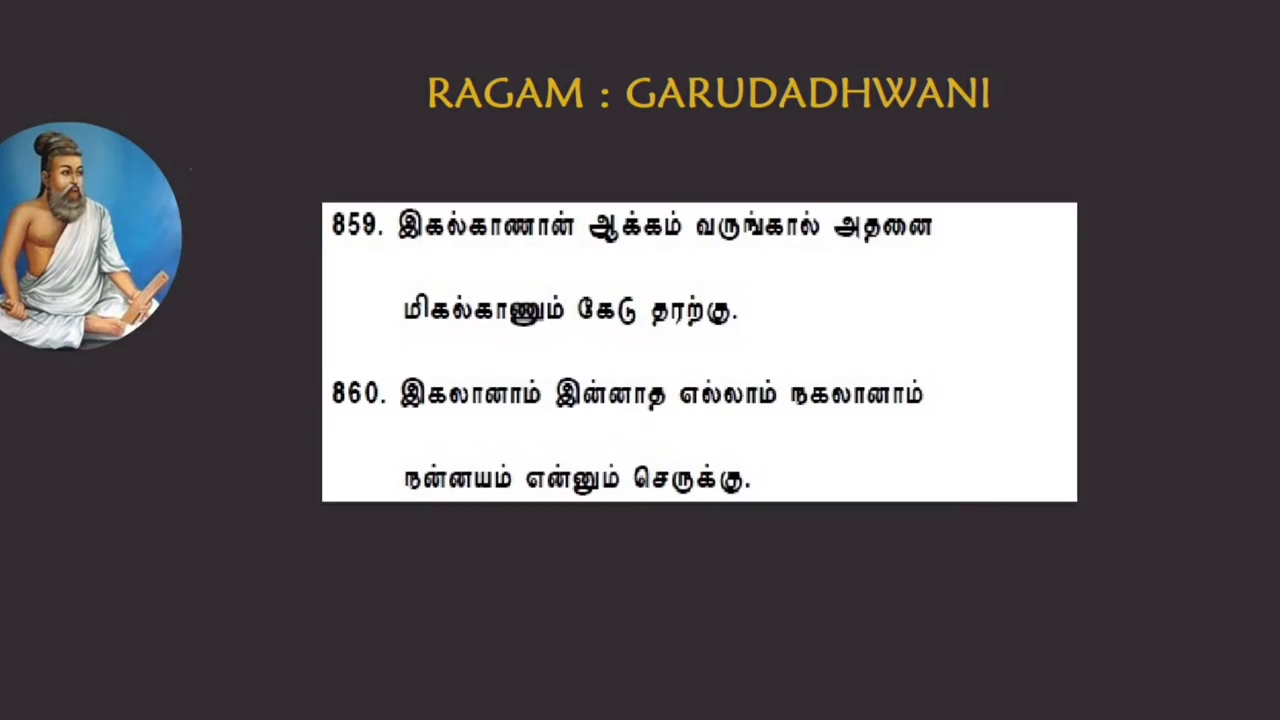 RAGAM : GARUDADHWANI
859. இகல்காணான் ஆக்கம் வருங்கால் அதனை
மிகல்காணும் கேடு தரற்கு.
860. இகலானாம் இன்னாத எல்லாம் நகலானாம்
நன்னயம் என்னும் செருக்கு.